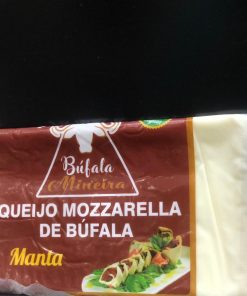 Búfala
Mineira
QUEIJO MOZZARELLA
DE BÚFALA
Manta